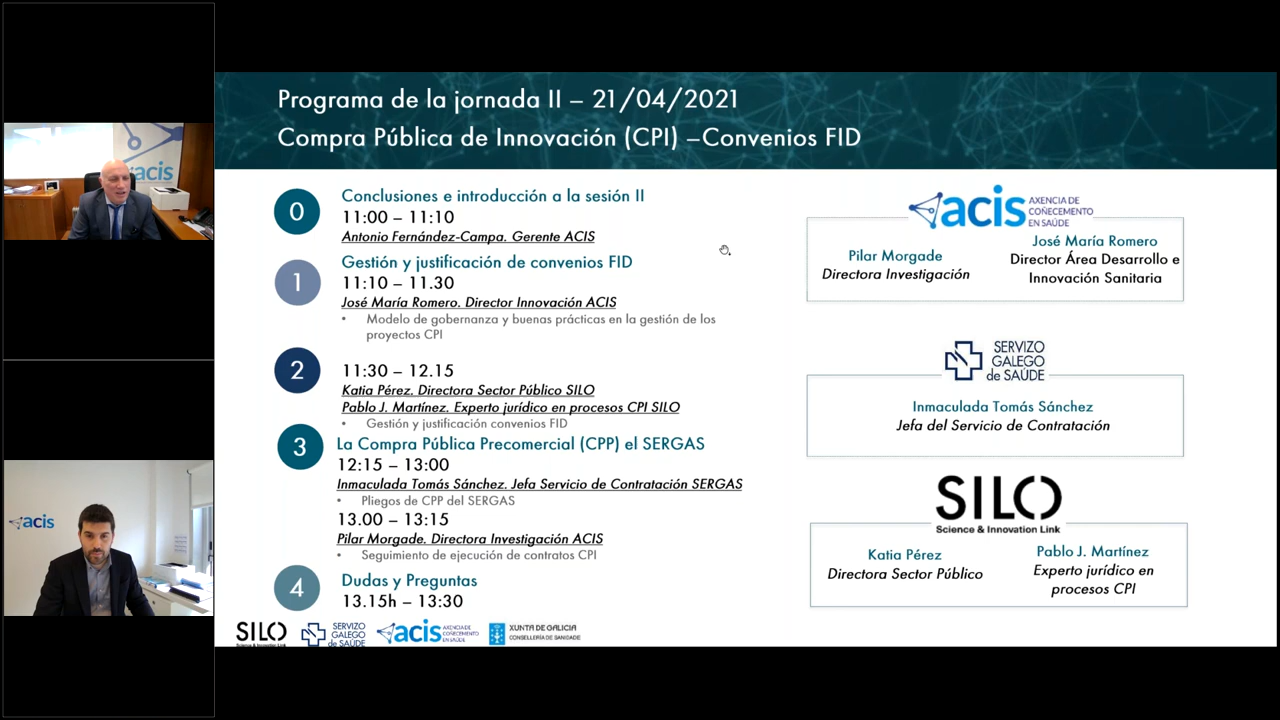 Programa de la jornada II – 21/04/2021
Compra Pública de Innovación (CPI) –Convenios FID
0
Conclusiones e introducción a la sesión II
11:00 – 11:10
Antonio Fernández-Campa. Gerente ACIS
1
Gestión y justificación de convenios FID
11:10 – 11.30
José María Romero. Director Innovación ACIS
• Modelo de gobernanza y buenas prácticas en la gestión de los
proyectos CPI
2
11:30 – 12.15
Katia Pérez. Directora Sector Público SILO
Pablo J. Martínez. Experto jurídico en procesos CPI SILO
• Gestión y justificación convenios FID
3
La Compra Pública Precomercial (CPP) el SERGAS
12:15 – 13:00
Inmaculada Tomás Sánchez. Jefa Servicio de Contratación SERGAS
• Pliegos de CPP del SERGAS
13.00 – 13:15
Pilar Morgade. Directora Investigación ACIS
• Seguimiento de ejecución de contratos CPI
4
Dudas y Preguntas
13.15h – 13:30
acis
AXENCIA DE
COÑECEMENTO
EN SAÚDE
Pilar Morgade
Directora Investigación
José María Romero
Director Área Desarrollo e
Innovación Sanitaria
SERVIZO
GALEGO
de SAÚDE
Inmaculada Tomás Sánchez
Jefa del Servicio de Contratación
SILO
Science & Innovation Link
Katia Pérez
Directora Sector Público
Pablo J. Martínez
Experto jurídico en
procesos CPI
SILO
Science & Innovation Link
SERVIZO
GALEGO
de SAÚDE
acis
AXENCIA DE
COÑECEMENTO
EN SAÚDE
XUNTA DE GALICIA
CONSELLERÍA DE SANIDADE
acis
acis